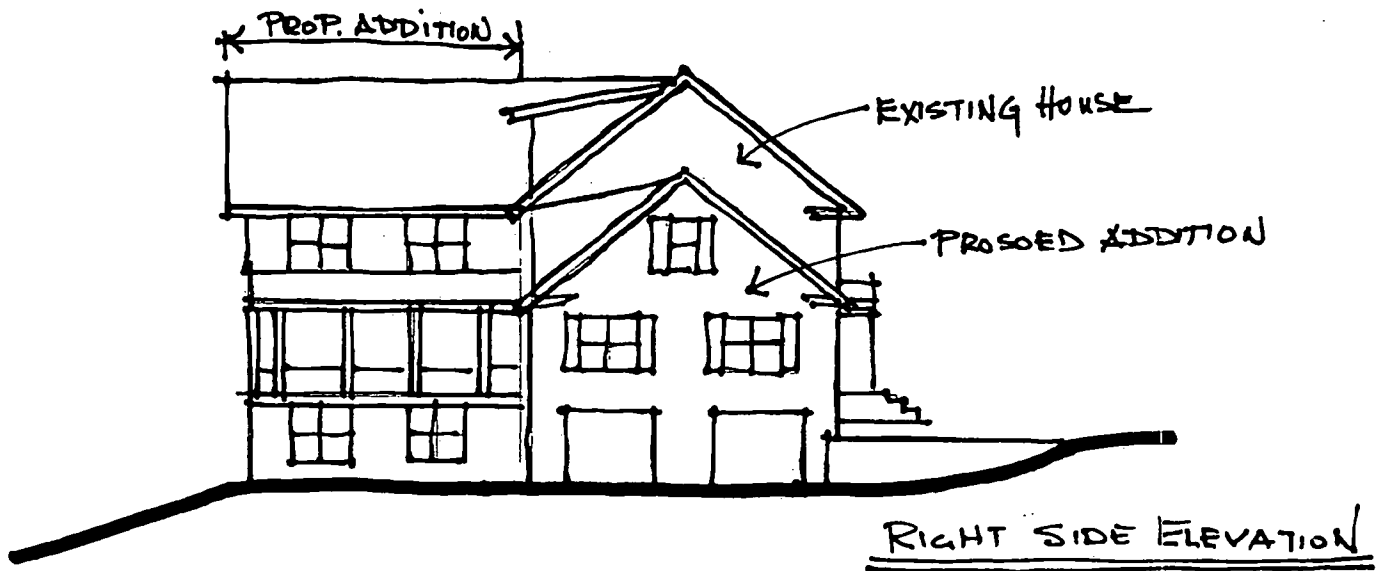 PROP. ADDITION
EXISTING HOUSE
PROSOED ADDITION
RIGHT SIDE ELEVATION